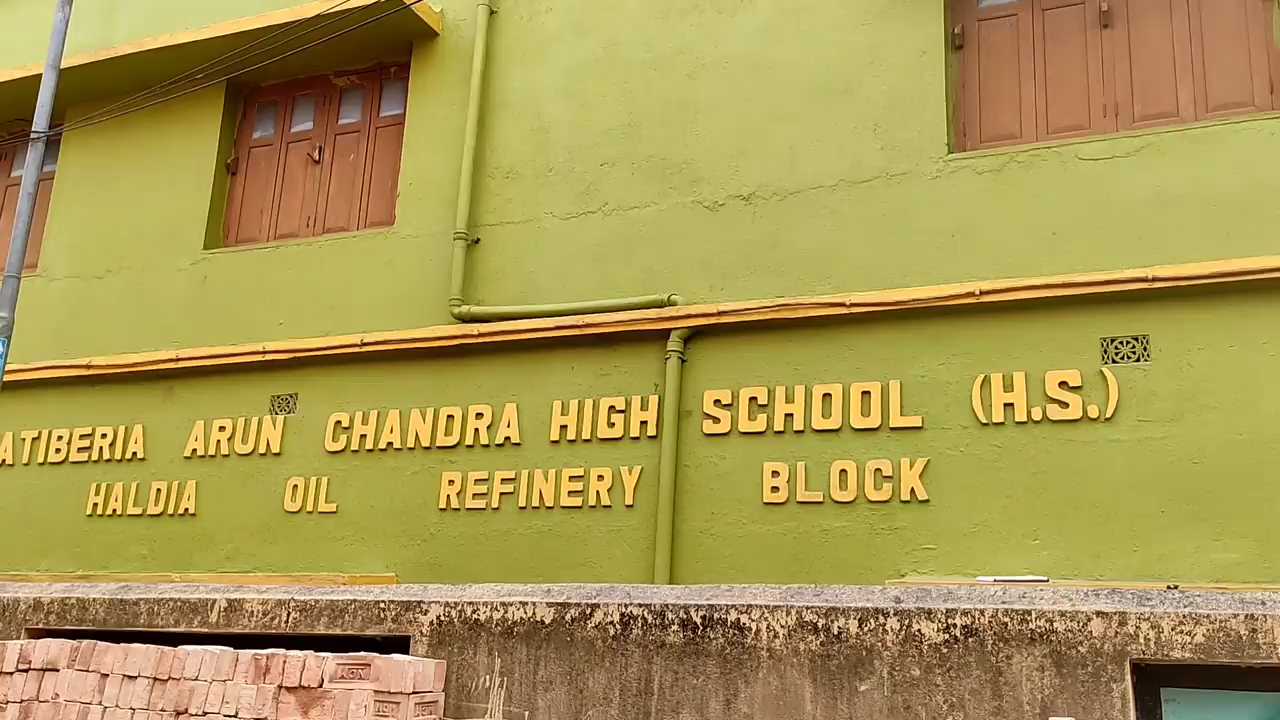 ATIBERIA ARUN CHANDRA HIGH SCHOOL (H.S.)
HALDIA OIL REFINERY BLOCK